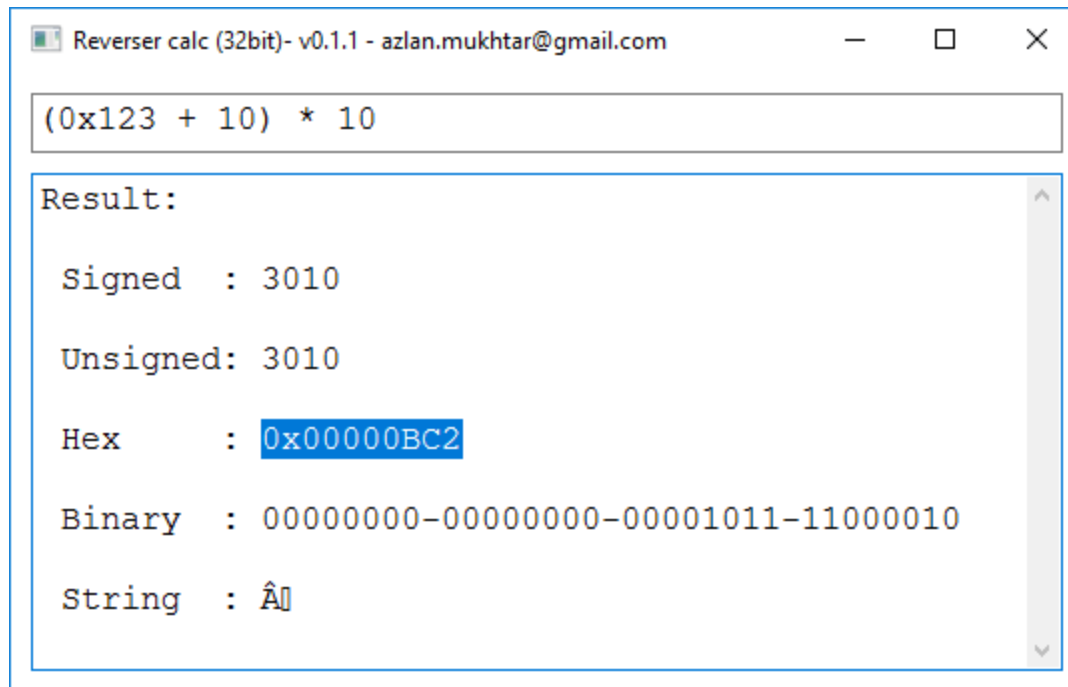 Reverser calc (32bit)- v0.1.1 - azlan.mukhtar@gmail.com
(0x123 + 10) * 10
Result:
Signed : 3010
Unsigned: 3010
Hex : 0x00000BC2
Binary : 00000000-00000000-00001011-11000010
String : Â▯